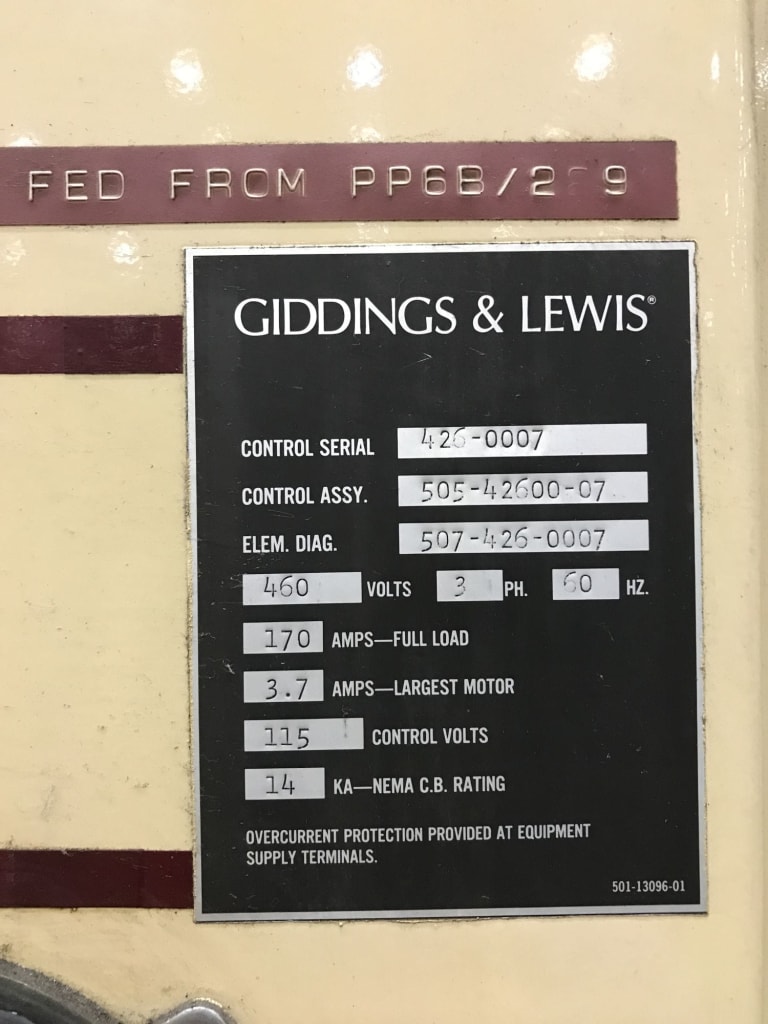 FED FROM
GIDDINGS & LEWIS®
CONTROL SERIAL 426-0007
CONTROL ASSY. 505-42600-07
ELEM. DIAG. 507-426-0007
460 VOLTS 3 PH. 60 HZ.
170 AMPS—FULL LOAD
3.7 AMPS—LARGEST MOTOR
115 CONTROL VOLTS
14 KA—NEMA C.B. RATING
OVERCURRENT PROTECTION PROVIDED AT EQUIPMENT
SUPPLY TERMINALS.
501-13096-01